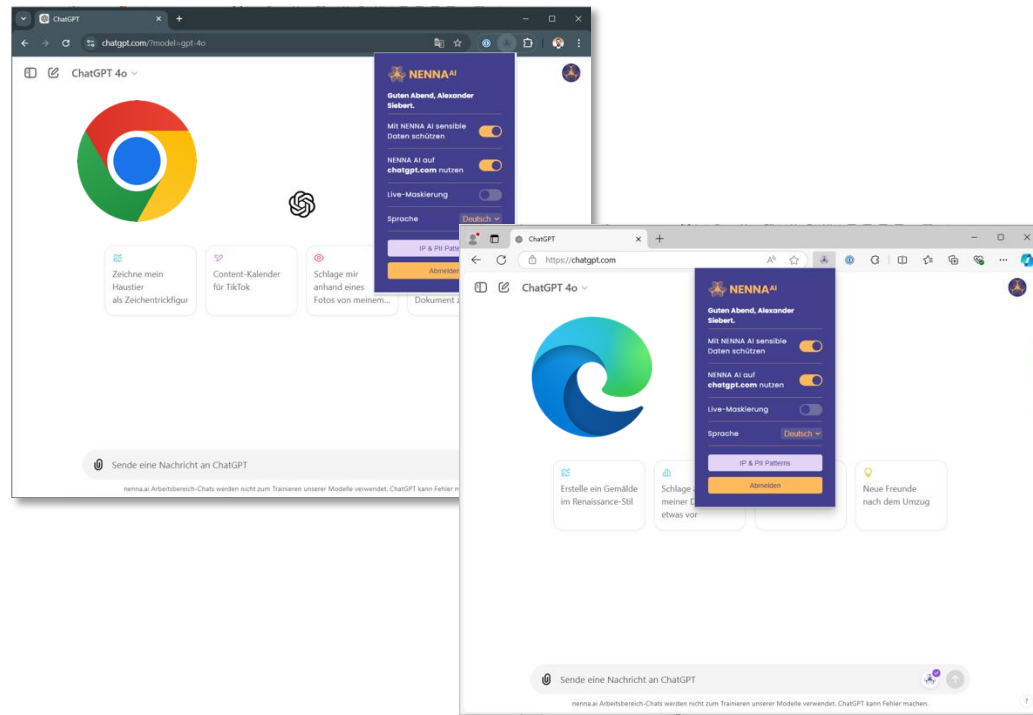 ChatGPT
chatgpt.com/?model=gpt-4o
ChatGPT 4o
NENNA AI
Guten Abend, Alexander
Siebert.
Mit NENNA AI sensible
Daten schützen
NENNA AI auf
chatgpt.com nutzen
Live-Maskierung
Sprache
Deutsch
IP & PII
Abmelden
Zeichne mein
Haustier
als Zeichentrickfigur
Content-Kalender
für TikTok
Schlage mir
anhand eines
Fotos von meinem...
Dokument
Sende eine Nachricht an ChatGPT
nenna.ai Arbeitsbereich-Chats werden nicht zum Trainieren unserer Modelle verwendet. ChatGPT kann Fehler
ChatGPT
https://chatgpt.com
ChatGPT 4o
NENNA AI
Guten Abend, Alexander
Siebert.
Mit NENNA AI sensible
Daten schützen
NENNA AI auf
chatgpt.com nutzen
Live-Maskierung
Sprache
Deutsch
IP & PII Patterns
Abmelden
Erstelle ein Gemälde
im Renaissance-Stil
Schlage
meiner
etwas vor
Neue Freunde
nach dem Umzug
Sende eine Nachricht an ChatGPT
nenna.ai Arbeitsbereich-Chats werden nicht zum Trainieren unserer Modelle verwendet. ChatGPT kann Fehler machen.
?